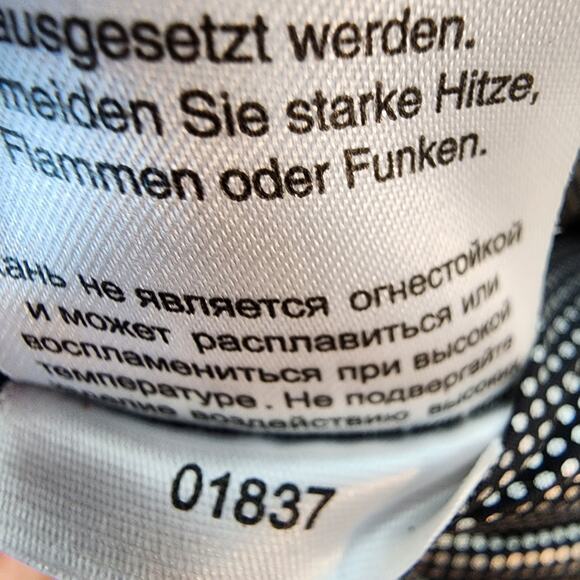 ausgesetzt werden.
meiden Sie starke Hitze,
Flammen oder Funken.
не является огнестойкой
и может расплавиться или
воспламениться при высокой
температуре. Не подвергайте
воздействию
01837